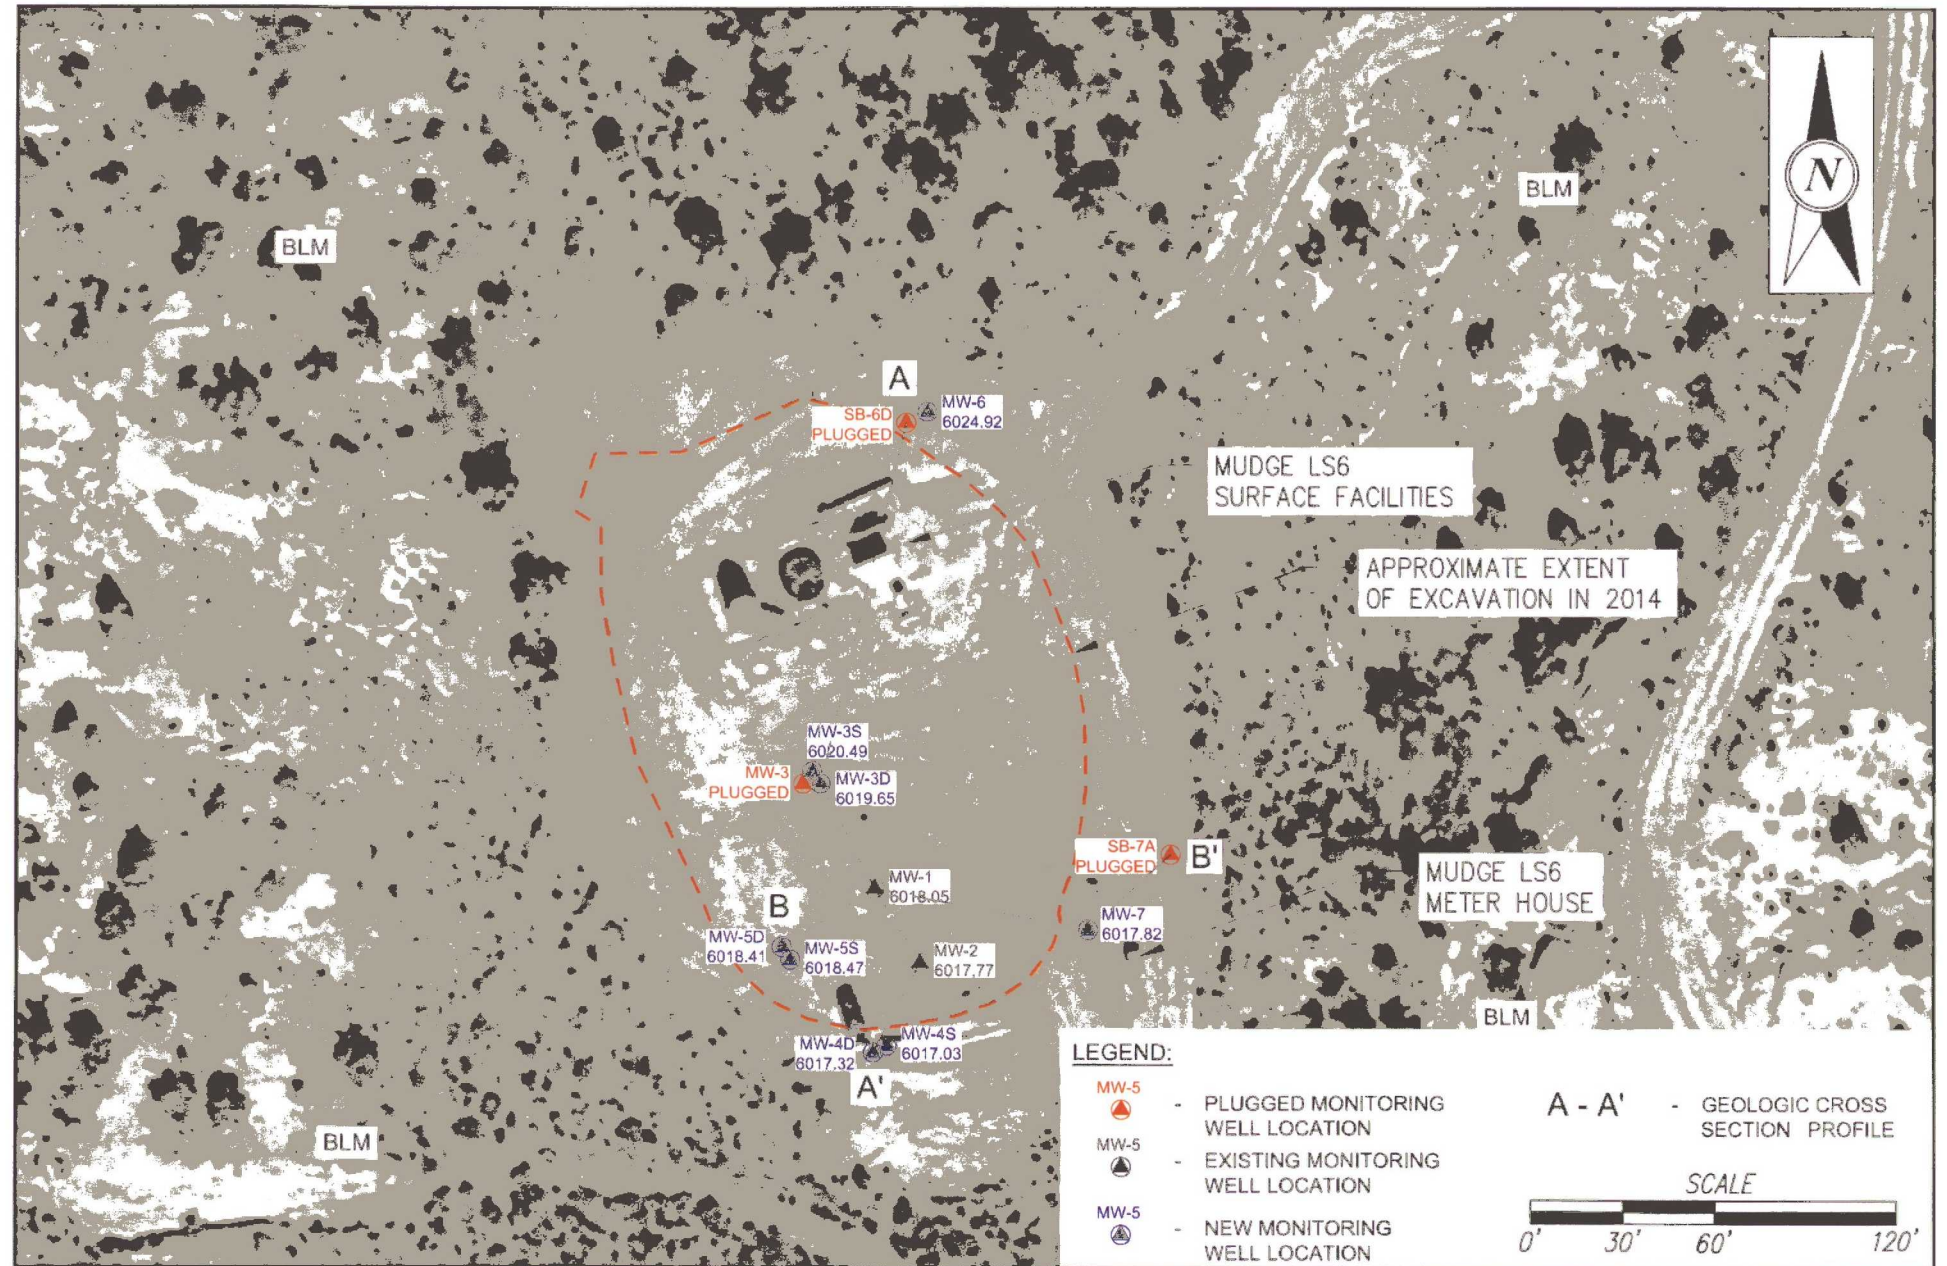 N
BLM
BLM
A
SB-6D
PLUGGED
MW-6
6024.92
MUDGE LS6
SURFACE FACILITIES
APPROXIMATE EXTENT
OF EXCAVATION IN 2014
MW-3S
6020.49
MW-3
PLUGGED
MW-3D
6019.65
SB-7A
PLUGGED
B'
MUDGE LS6
METER HOUSE
MW-1
6018.05
B
MW-5D
6018.41
MW-5S
6018.47
MW-2
6017.77
MW-7
6017.82
BLM
MW-4D
6017.32
MW-4S
6017.03
A'
BLM
LEGEND:
MW-5
- PLUGGED MONITORING
WELL LOCATION
MW-5
- EXISTING MONITORING
WELL LOCATION
MW-5
- NEW MONITORING
WELL LOCATION
A - A' - GEOLOGIC CROSS
SECTION PROFILE
SCALE
0' 30' 60' 120'